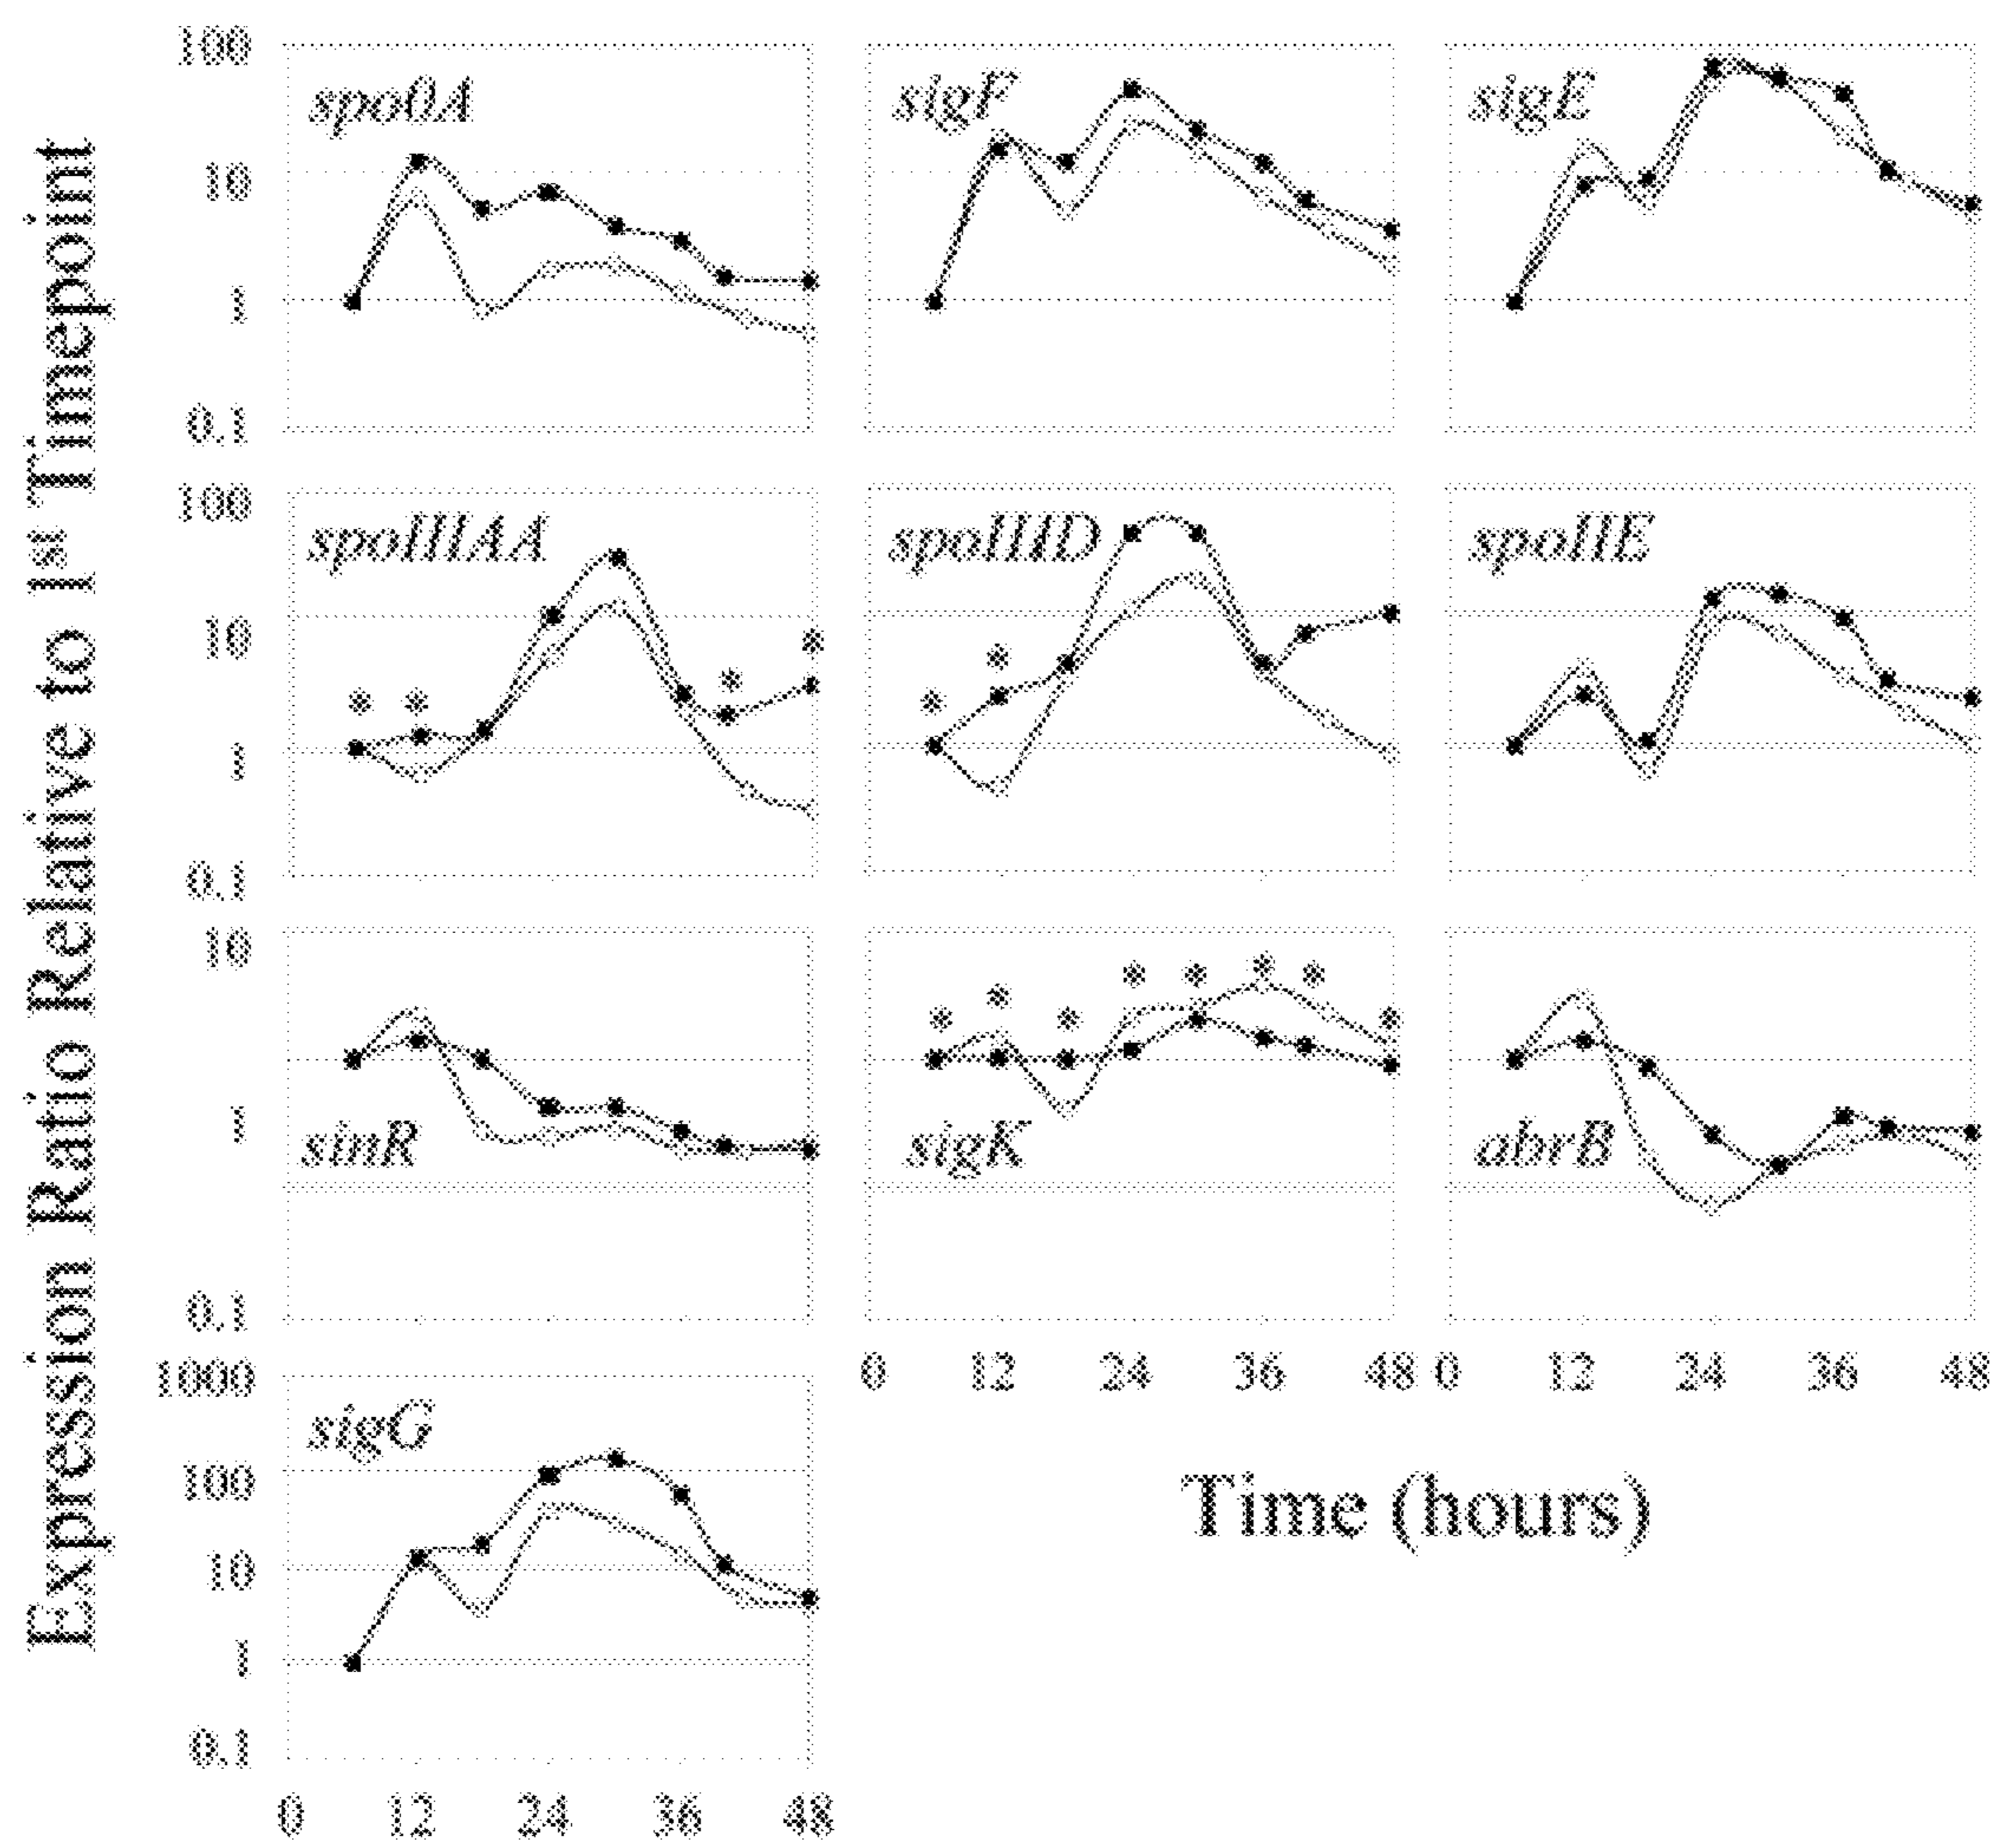 Expression Ratio Relative to 1st Timepoint
100
10
1
0.1
spo0A
sigF
sigE
100
10
1
0.1
spoIIIAA
spoIIID
spoIIE
* * * *
* *
10
1
0.1
sinR
sigK
abrB
* * * * * * * *
0 12 24 36 48
0 12 24 36 48
1000
100
10
1
0.1
sigG
0 12 24 36 48
Time (hours)